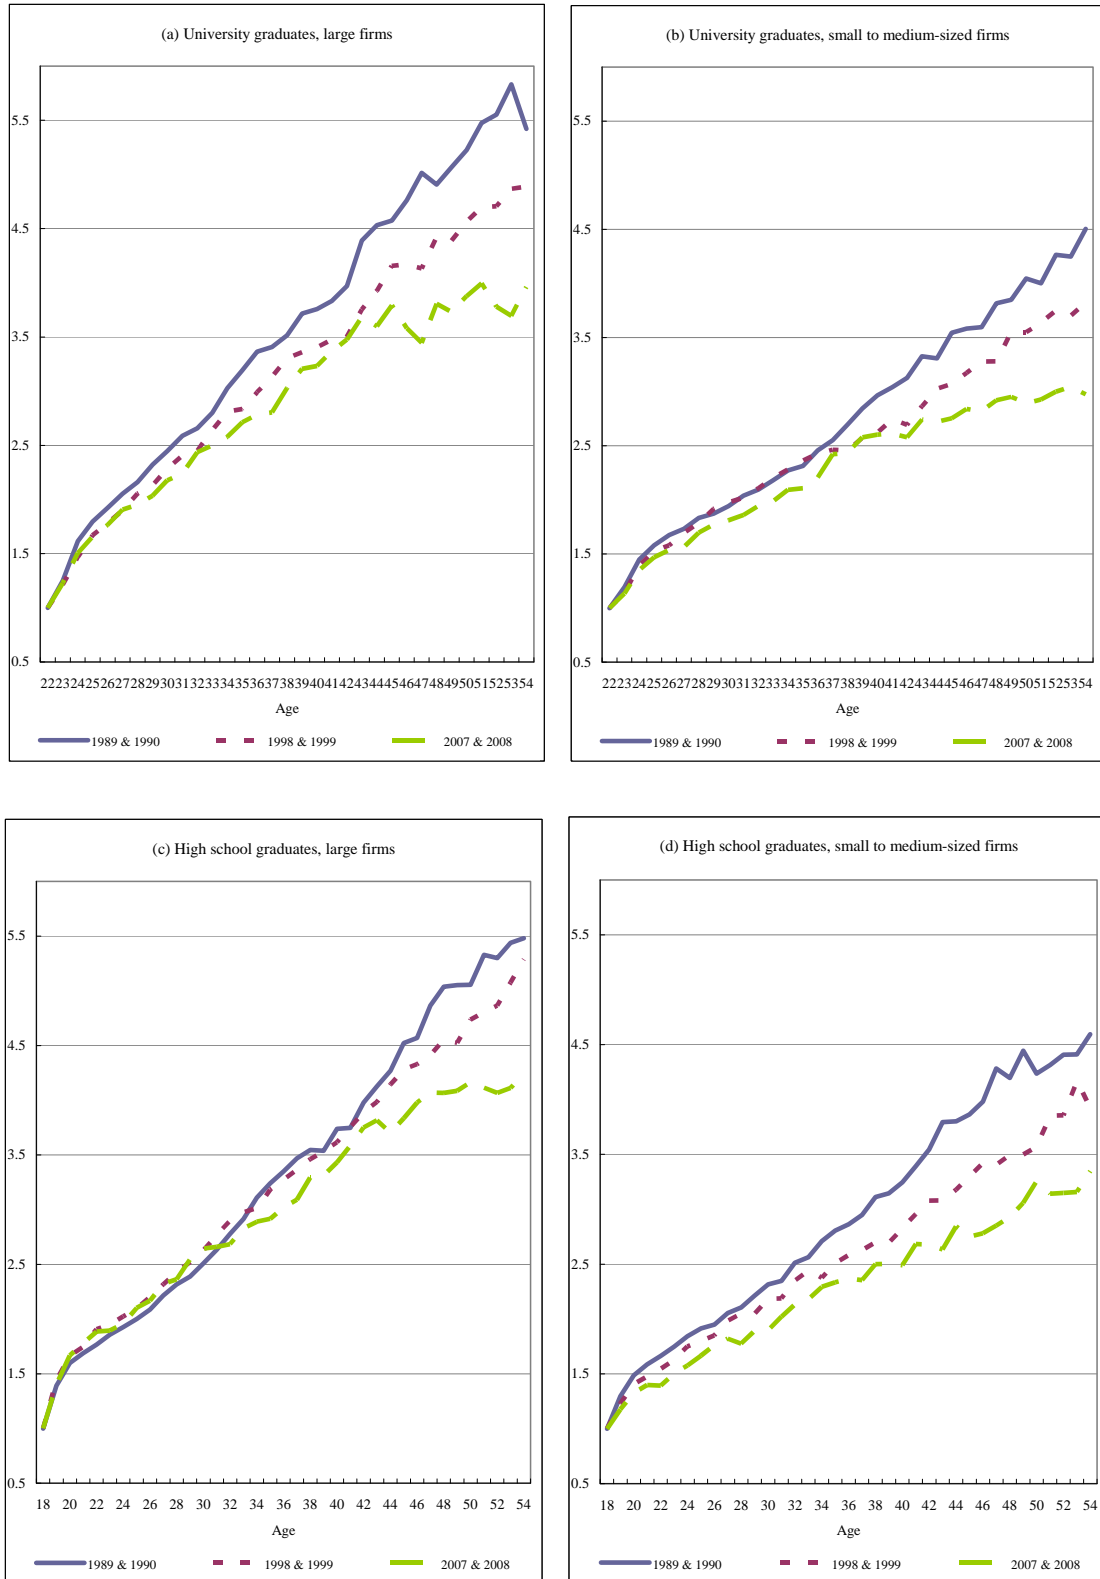 (a) University graduates, large firms
5.5
4.5
3.5
2.5
1.5
0.5
222324252627282930313233343536373839404142434445464748495051525354
Age
1989 & 1990 1998 & 1999 2007 & 2008
(b) University graduates, small to medium-sized firms
5.5
4.5
3.5
2.5
1.5
0.5
222324252627282930313233343536373839404142434445464748495051525354
Age
1989 & 1990 1998 & 1999 2007 & 2008
(c) High school graduates, large firms
5.5
4.5
3.5
2.5
1.5
0.5
18 20 22 24 26 28 30 32 34 36 38 40 42 44 46 48 50 52 54
Age
1989 & 1990 1998 & 1999 2007 & 2008
(d) High school graduates, small to medium-sized firms
5.5
4.5
3.5
2.5
1.5
0.5
18 20 22 24 26 28 30 32 34 36 38 40 42 44 46 48 50 52 54
Age
1989 & 1990 1998 & 1999 2007 & 2008